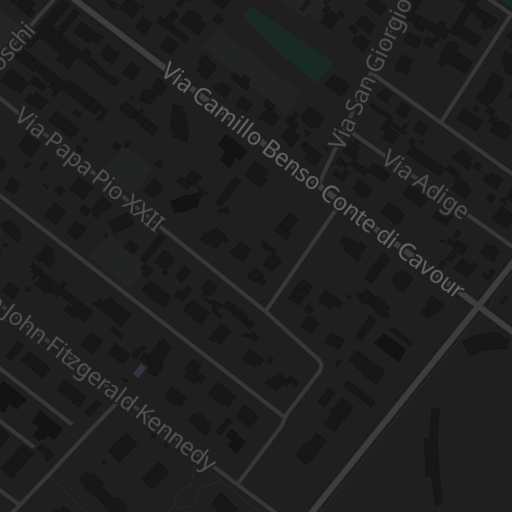 Via-San Giorgio
Via Camillo Benso Conte di Cavour
Via-Adige
Via-Papa-Pio-XXII
John-Fitzgerald-Kennedy